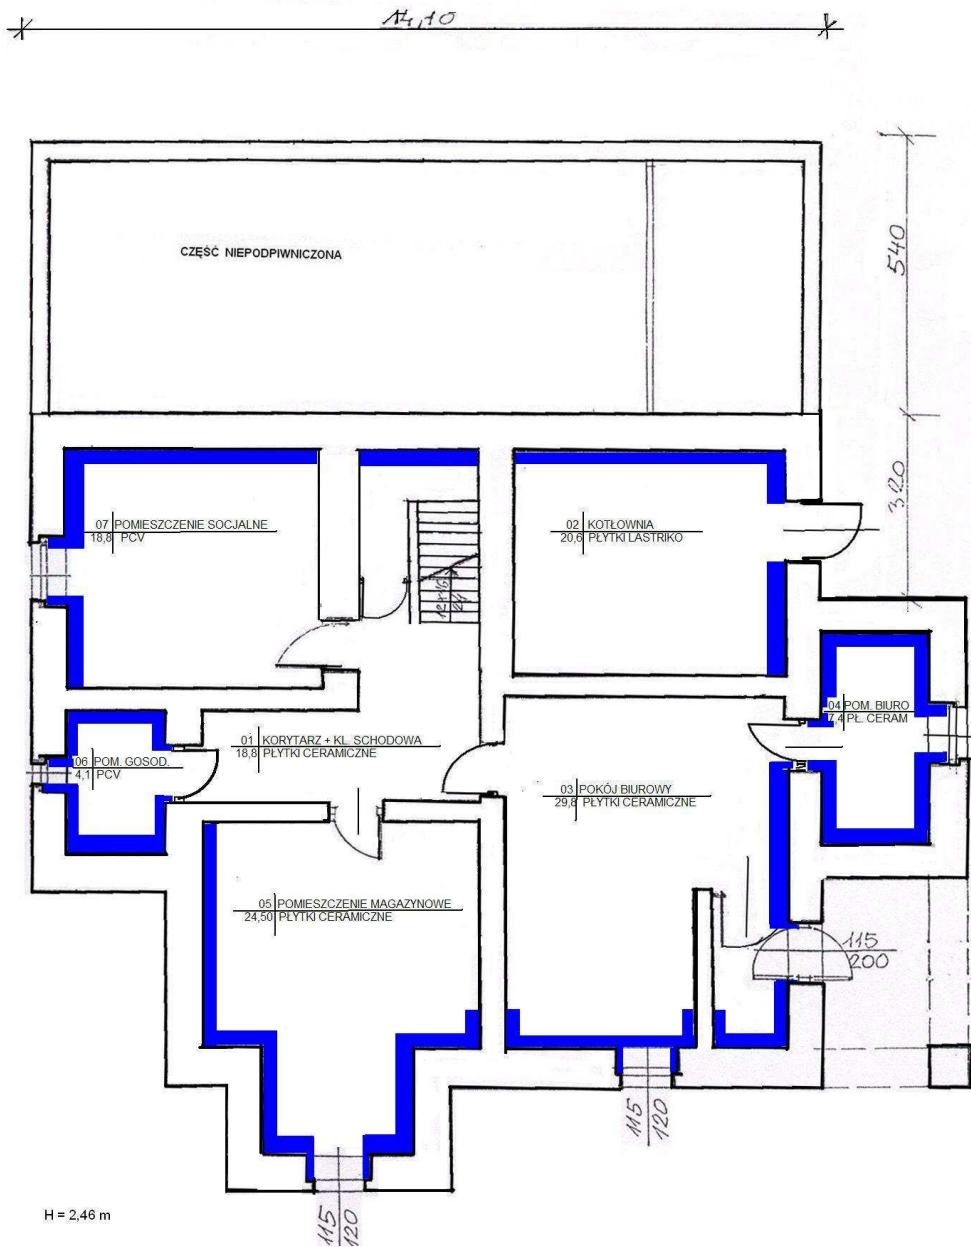 14,10
540
CZĘŚĆ NIEPODPIWNICZONA
320
07 POMIESZCZENIE SOCJALNE
18,8 PCV
02 KOTŁOWNIA
20,6 PŁYTKI LASTRIKO
12x16
24
04 POM. BIURO
7,4 PŁ. CERAM
01 KORYTARZ + KL. SCHODOWA
18,8 PŁYTKI CERAMICZNE
06 POM. GOSOD.
4,1 PCV
03 POKÓJ BIUROWY
29,8 PŁYTKI CERAMICZNE
05 POMIESZCZENIE MAGAZYNOWE
24,50 PŁYTKI CERAMICZNE
115
200
115
120
115
120
H = 2,46 m